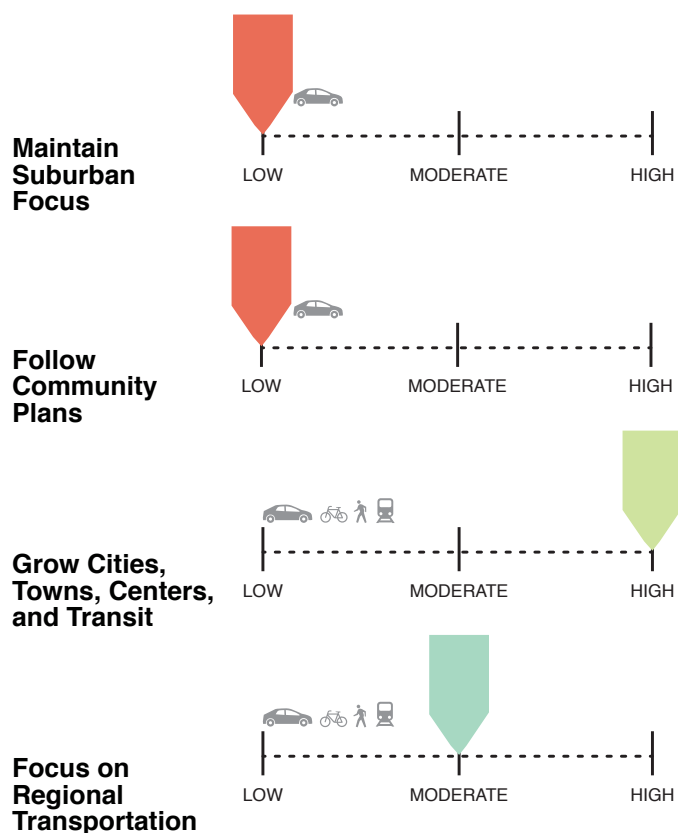 Maintain
Suburban
Focus
LOW MODERATE HIGH
Follow
Community
Plans
LOW MODERATE HIGH
Grow Cities,
Towns, Centers,
and Transit
LOW MODERATE HIGH
Focus on
Regional
Transportation
LOW MODERATE HIGH